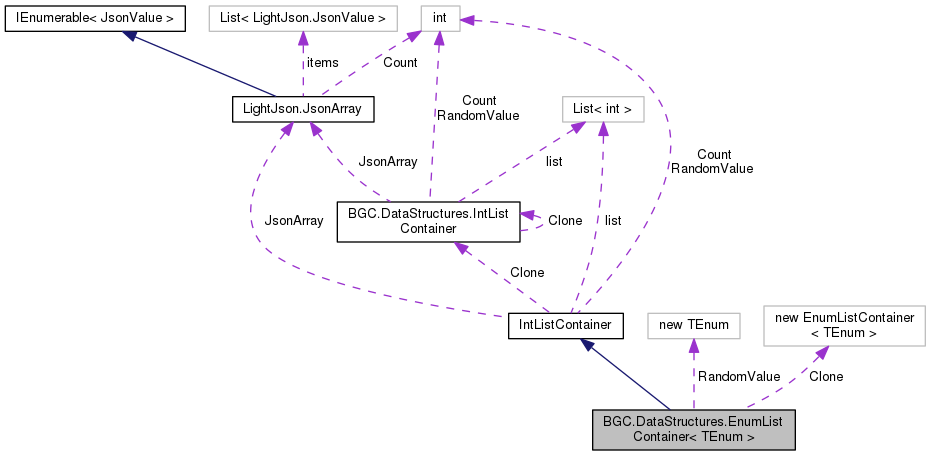 IEnumerable< JsonValue >
List< LightJson.JsonValue >
int
items
Count
LightJson.JsonArray
Count
RandomValue
List< int >
JsonArray
list
Count
RandomValue
BGC.DataStructures.IntList
Container
Clone
JsonArray
list
Clone
IntListContainer
new TEnum
new EnumListContainer
< TEnum >
RandomValue
Clone
BGC.DataStructures.EnumList
Container< TEnum >